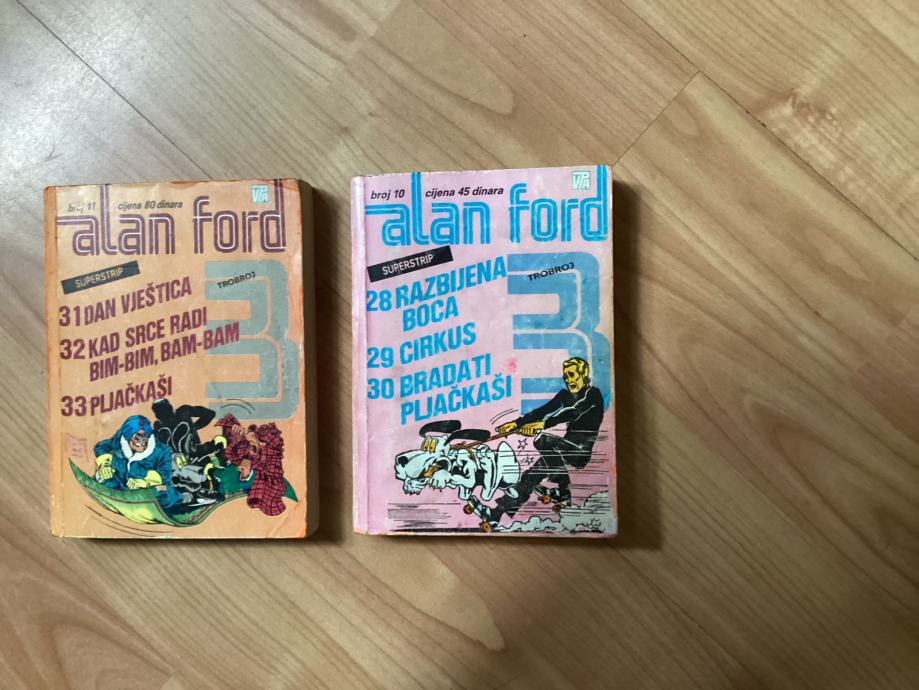 broj 11 cijena 80 dinara
alan ford
SUPERSTRIP
TROBROJ
3
31 DAN VJEŠTICA
32 KAD SRCE RADI
BIM-BIM, BAM-BAM
33 PLJAČKAŠI
broj 10 cijena 45 dinara
alan ford
SUPERSTRIP
TROBROJ
3
28 RAZBIJENA
BOCA
29 CIRKUS
30 BRADATI
PLJAČKAŠI